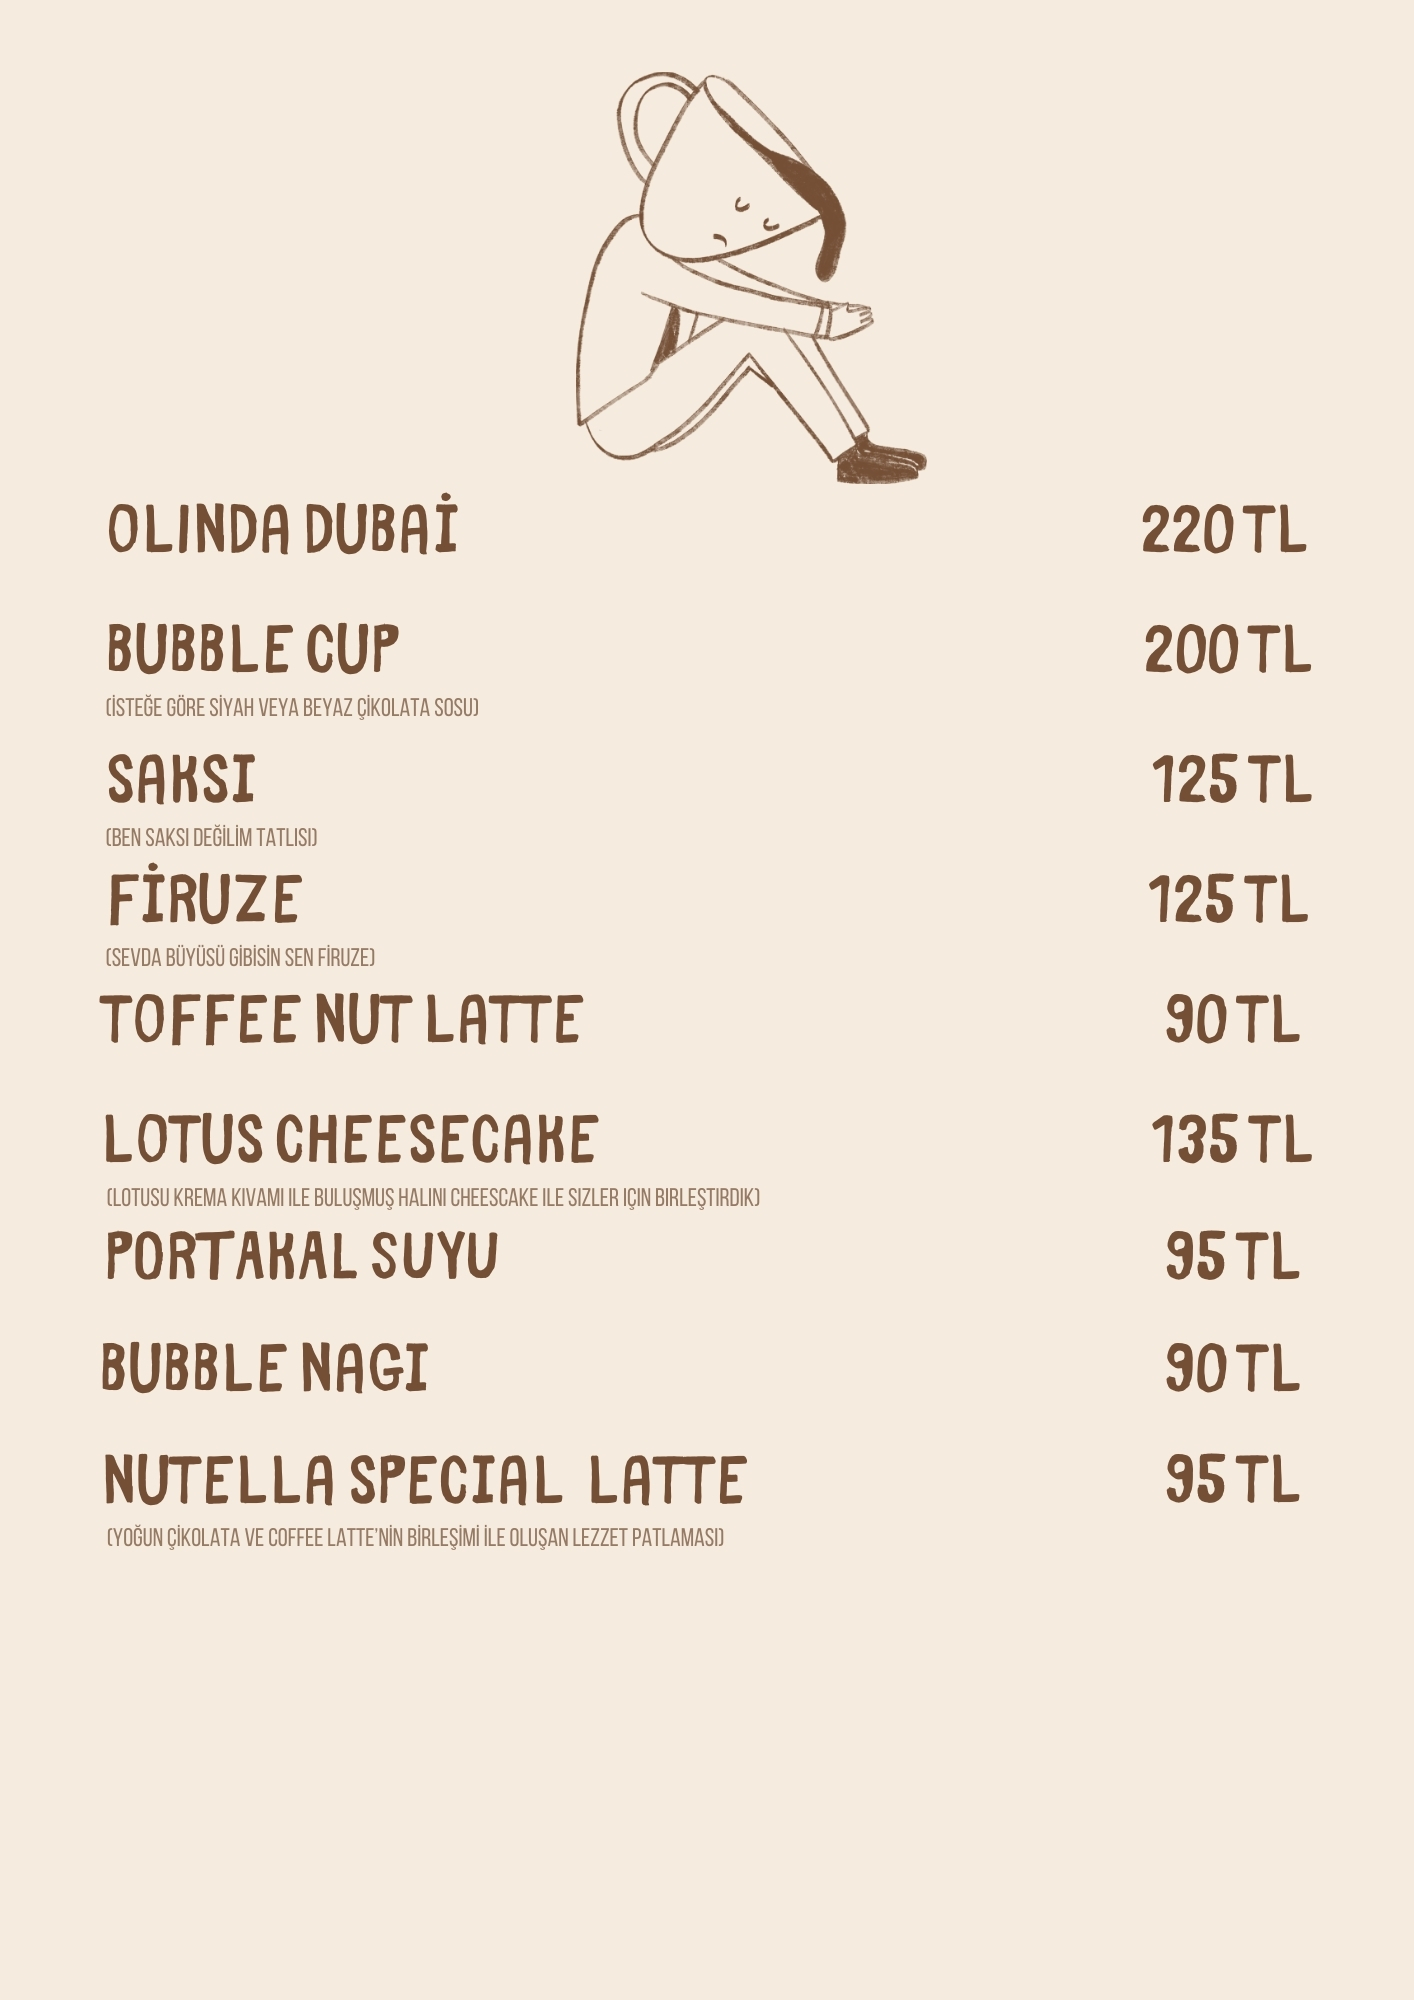 OLINDA DUBAİ 220 TL
BUBBLE CUP 200 TL
(İSTEĞE GÖRE SİYAH VEYA BEYAZ ÇİKOLATA SOSU)
SAKSI 125 TL
(BEN SAKSI DEĞİLİM TATLISI)
FİRUZE 125 TL
(SEVDA BÜYÜSÜ GİBİSİN SEN FİRUZE)
TOFFEE NUT LATTE 90 TL
LOTUS CHEESECAKE 135 TL
(LOTUSU KREMA KIVAMI ILE BULUŞMUŞ HALINI CHEESCAKE ILE SIZLER IÇIN BIRLEŞTIRDIK)
PORTAKAL SUYU 95 TL
BUBBLE NAGI 90 TL
NUTELLA SPECIAL LATTE 95 TL
(YOĞUN ÇİKOLATA VE COFFEE LATTE'NİN BİRLEŞİMİ İLE OLUŞAN LEZZET PATLAMASI)